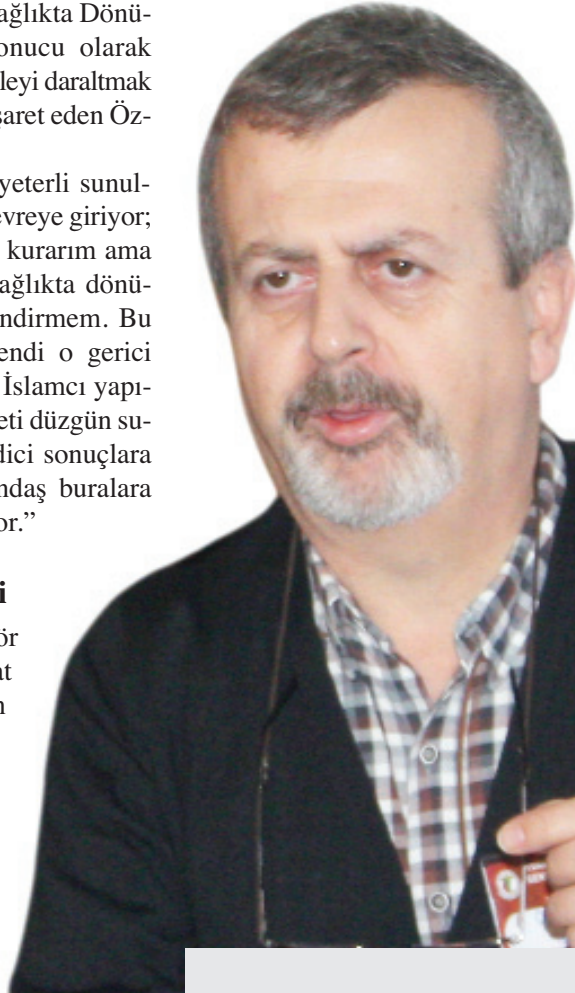 ağlıkta Dönü-
onucu olarak
leyi daraltmak
şaret eden Öz-
yeterli sunul-
evreye giriyor;
kurarım ama
ağlıkta dönü-
ndirmem. Bu
endi o gerici
İslamcı yapı-
eti düzgün su-
dici sonuçlara
ndaş buralara
or.”
i
ör
at
n